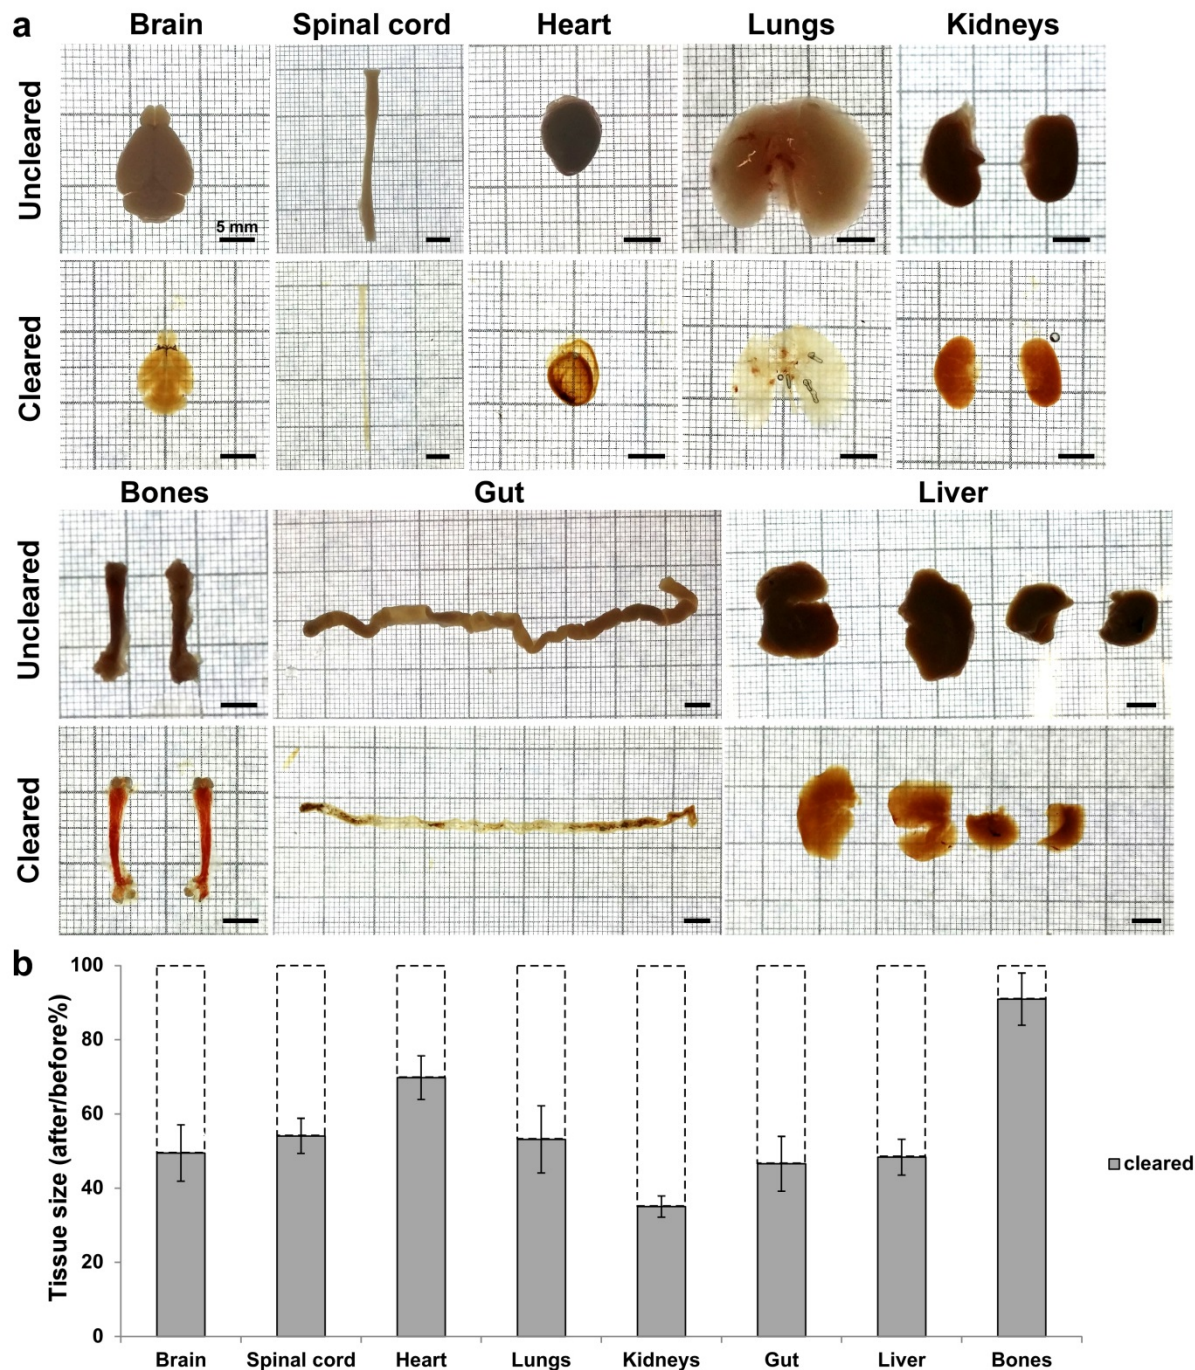 a Brain Spinal cord Heart Lungs Kidneys
Uncleared
5 mm
Cleared
Bones Gut Liver
Uncleared
Cleared
b
Tissue size (after/before%)
100
80
60
40
20
0
Brain Spinal cord Heart Lungs Kidneys Gut Liver Bones
cleared